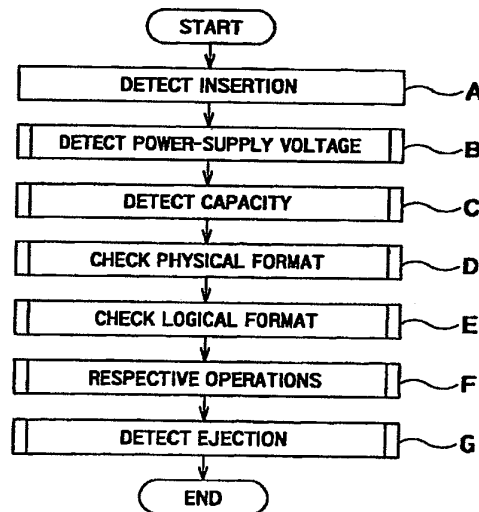 START
DETECT INSERTION
A
DETECT POWER-SUPPLY VOLTAGE
B
DETECT CAPACITY
C
CHECK PHYSICAL FORMAT
D
CHECK LOGICAL FORMAT
E
RESPECTIVE OPERATIONS
F
DETECT EJECTION
G
END